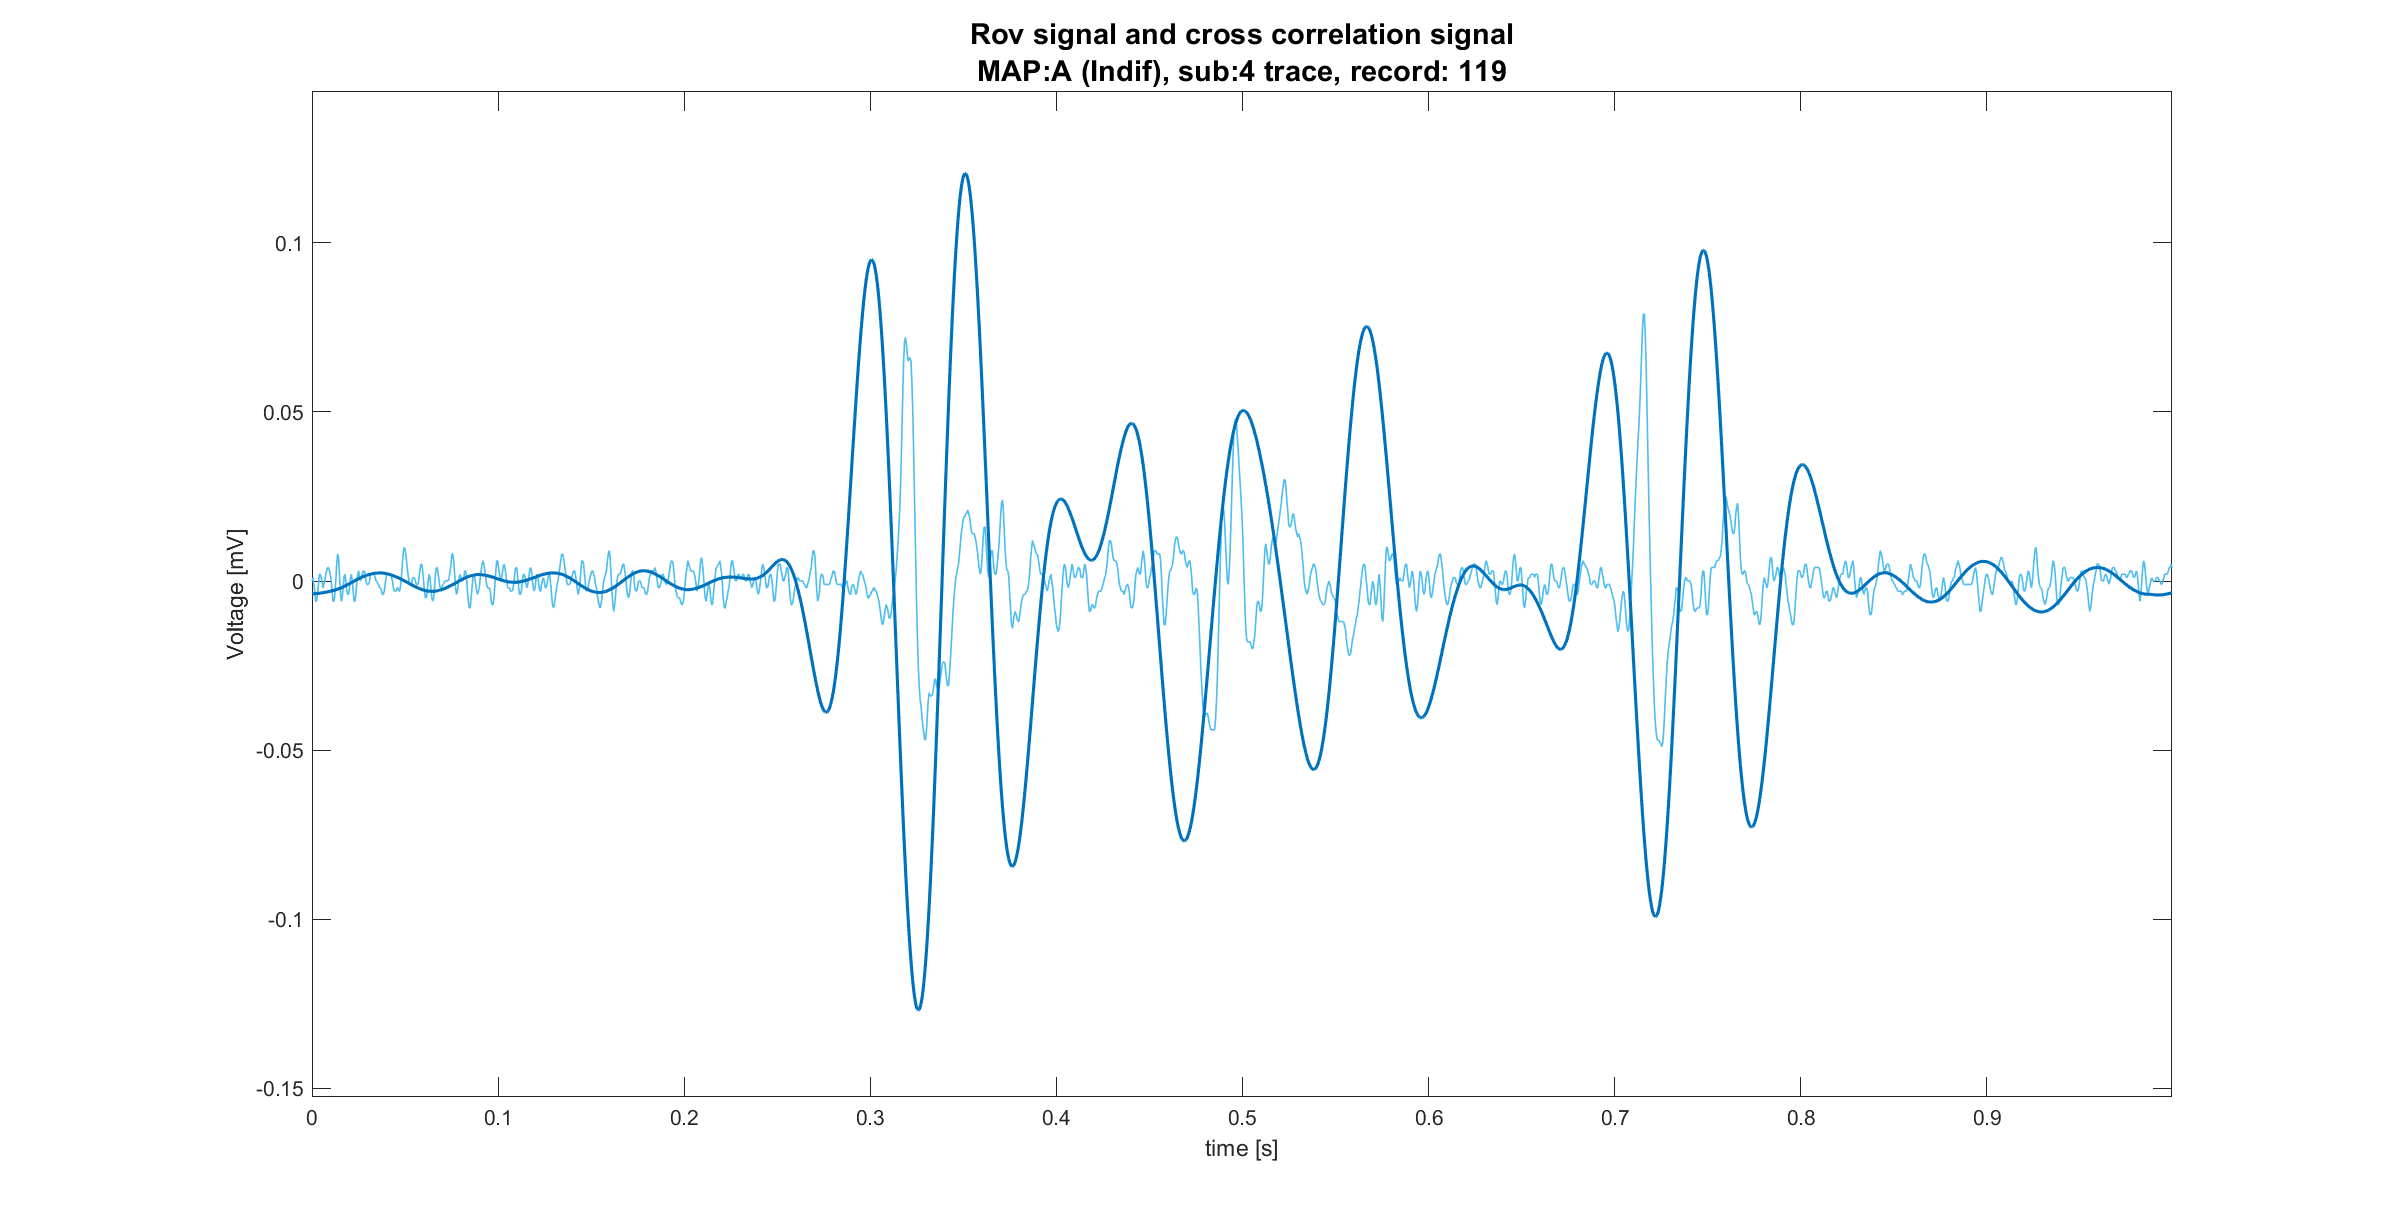 Rov signal and cross correlation signal
MAP:A (Indif), sub:4 trace, record: 119
0.1
0.05
0
-0.05
-0.1
-0.15
Voltage [mV]
0 0.1 0.2 0.3 0.4 0.5 0.6 0.7 0.8 0.9
time [s]